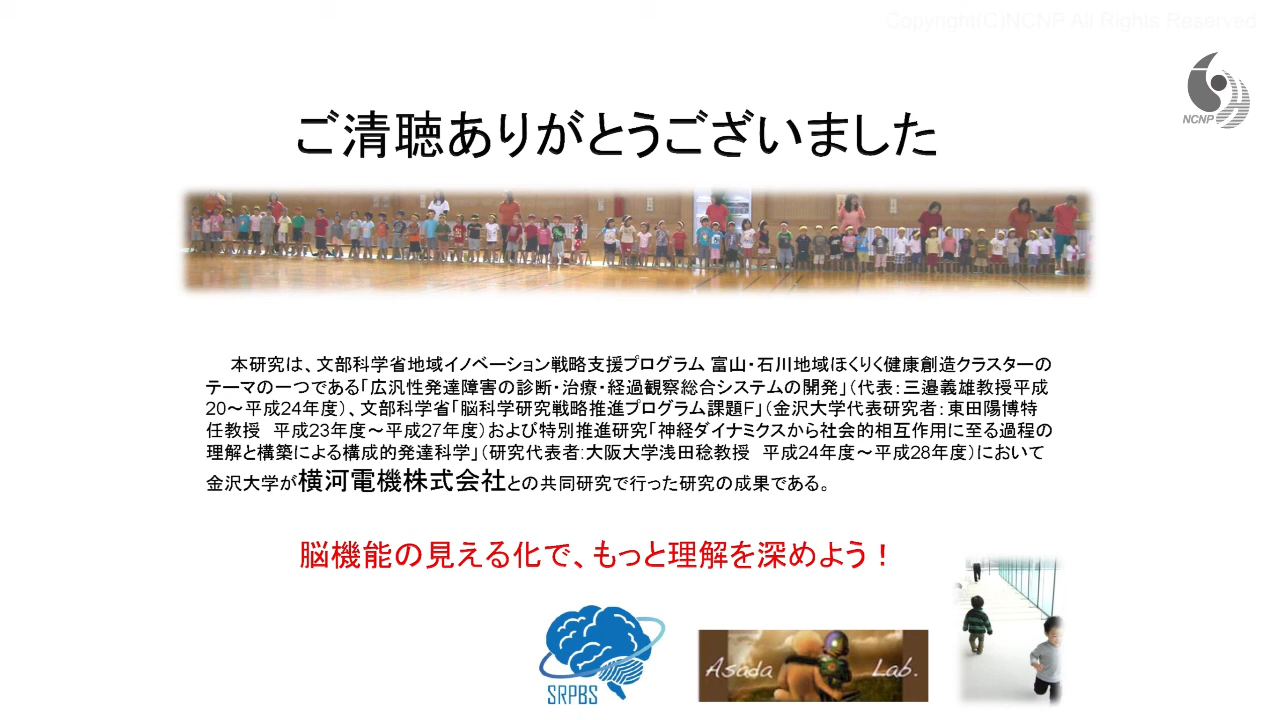 Copyright(C)NCNP All Rights Reserved
NCNP
ご清聴ありがとうございました
本研究は、文部科学省地域イノベーション戦略支援プログラム 富山・石川地域ほくりく健康創造クラスターの
テーマの一つである「広汎性発達障害の診断・治療・経過観察総合システムの開発」（代表：三邉義雄教授平成
20～平成24年度）、文部科学省「脳科学研究戦略推進プログラム課題F」（金沢大学代表研究者：東田陽博特
任教授　平成23年度～平成27年度）および特別推進研究「神経ダイナミクスから社会的相互作用に至る過程の
理解と構築による構成的発達科学」（研究代表者:大阪大学浅田稔教授　平成24年度～平成28年度）において
金沢大学が横河電機株式会社との共同研究で行った研究の成果である。
脳機能の見える化で、もっと理解を深めよう！
SRPBS
Asada Lab.